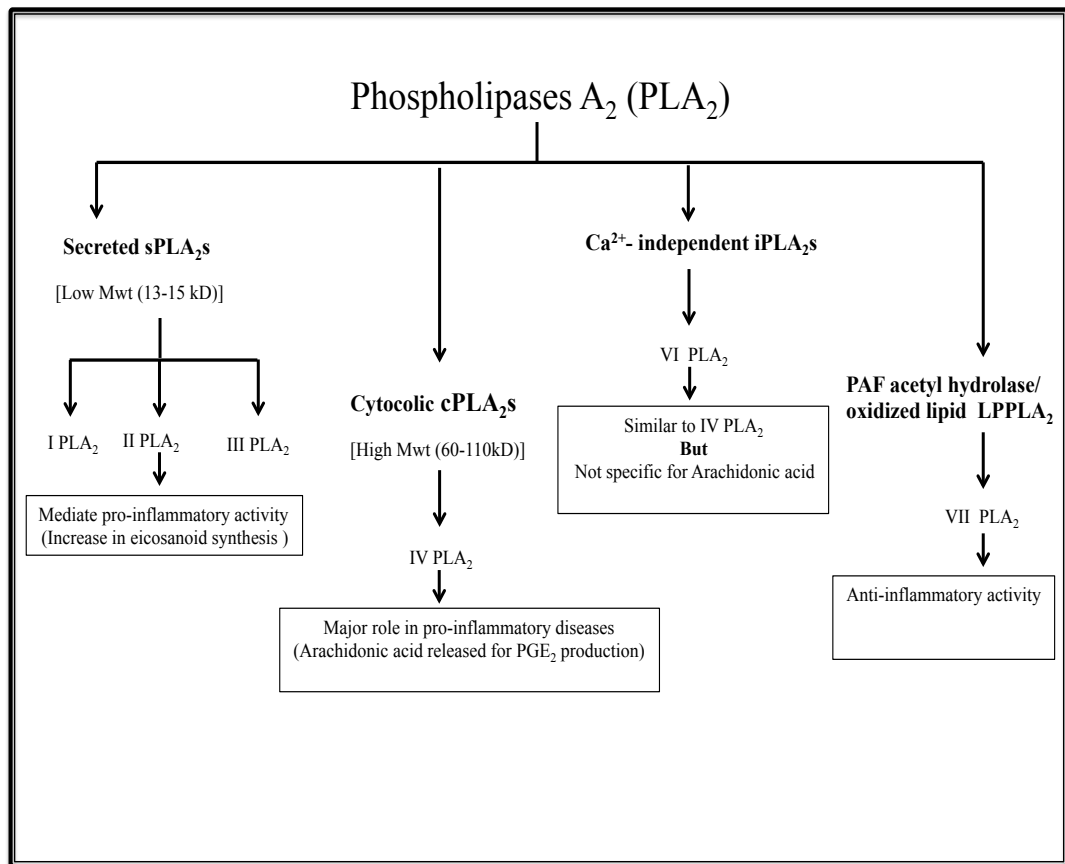 Phospholipases A₂ (PLA₂)
Secreted sPLA₂s
[Low Mwt (13-15 kD)]
I PLA₂
II PLA₂
III PLA₂
Mediate pro-inflammatory activity
(Increase in eicosanoid synthesis )
Cytocolic cPLA₂s
[High Mwt (60-110kD)]
IV PLA₂
Major role in pro-inflammatory diseases
(Arachidonic acid released for PGE₂ production)
Ca²⁺- independent iPLA₂s
VI PLA₂
Similar to IV PLA₂
But
Not specific for Arachidonic acid
PAF acetyl hydrolase/
oxidized lipid LPPLA₂
VII PLA₂
Anti-inflammatory activity